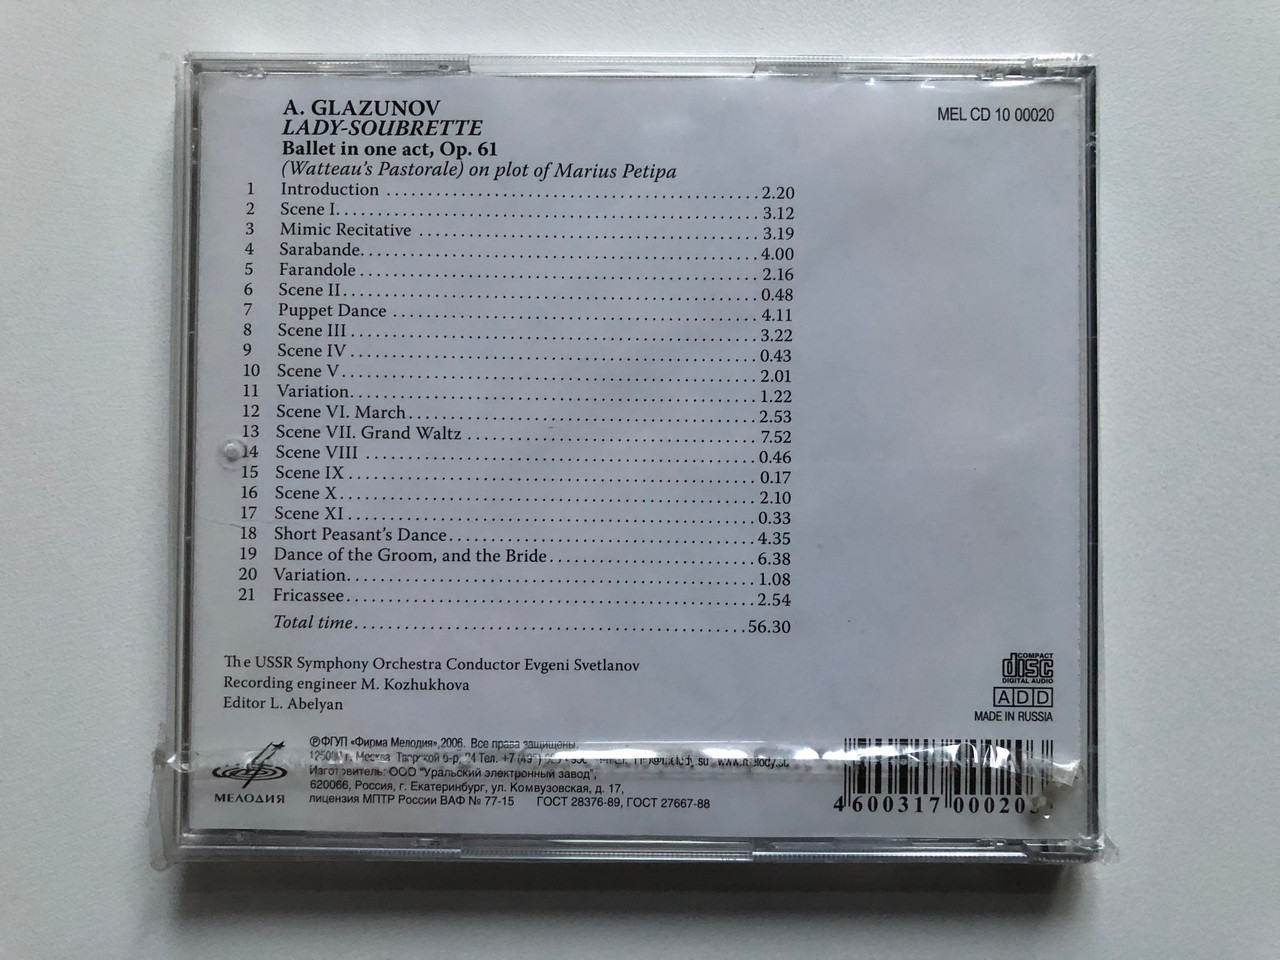 A. GLAZUNOV
MEL CD 10 00020
LADY-SOUBRETTE
Ballet in one act, Op. 61
(Watteau's Pastorale) on plot of Marius Petipa
1 Introduction 2.20
2 Scene I 3.12
3 Mimic Recitative 3.19
4 Sarabande 4.00
5 Farandole 2.16
6 Scene II 0.48
7 Puppet Dance 4.11
8 Scene III 3.22
9 Scene IV 0.43
10 Scene V 2.01
11 Variation 1.22
12 Scene VI. March 2.53
13 Scene VII. Grand Waltz 7.52
14 Scene VIII 0.46
15 Scene IX 0.17
16 Scene X 2.10
17 Scene XI 0.33
18 Short Peasant's Dance 4.35
19 Dance of the Groom, and the Bride 6.38
20 Variation 1.08
21 Fricassee 2.54
Total time 56.30
The USSR Symphony Orchestra Conductor Evgeni Svetlanov
Recording engineer M. Kozhukhova
Editor L. Abelyan
COMPACT
disc
DIGITAL AUDIO
ADD
MADE IN RUSSIA
МЕЛОДИЯ
℗ФГУП «Фирма Мелодия»,2006. Все права защищены.
г. Москва Тверской б-р, 24 Тел. +7
Изготовитель: ООО "Уральский электронный завод",
620066, Россия, г. Екатеринбург, ул. Комвузовская, д. 17,
лицензия МПТР России ВАФ № 77-15 ГОСТ 28376-89, ГОСТ 27667-88
4 600317 00020